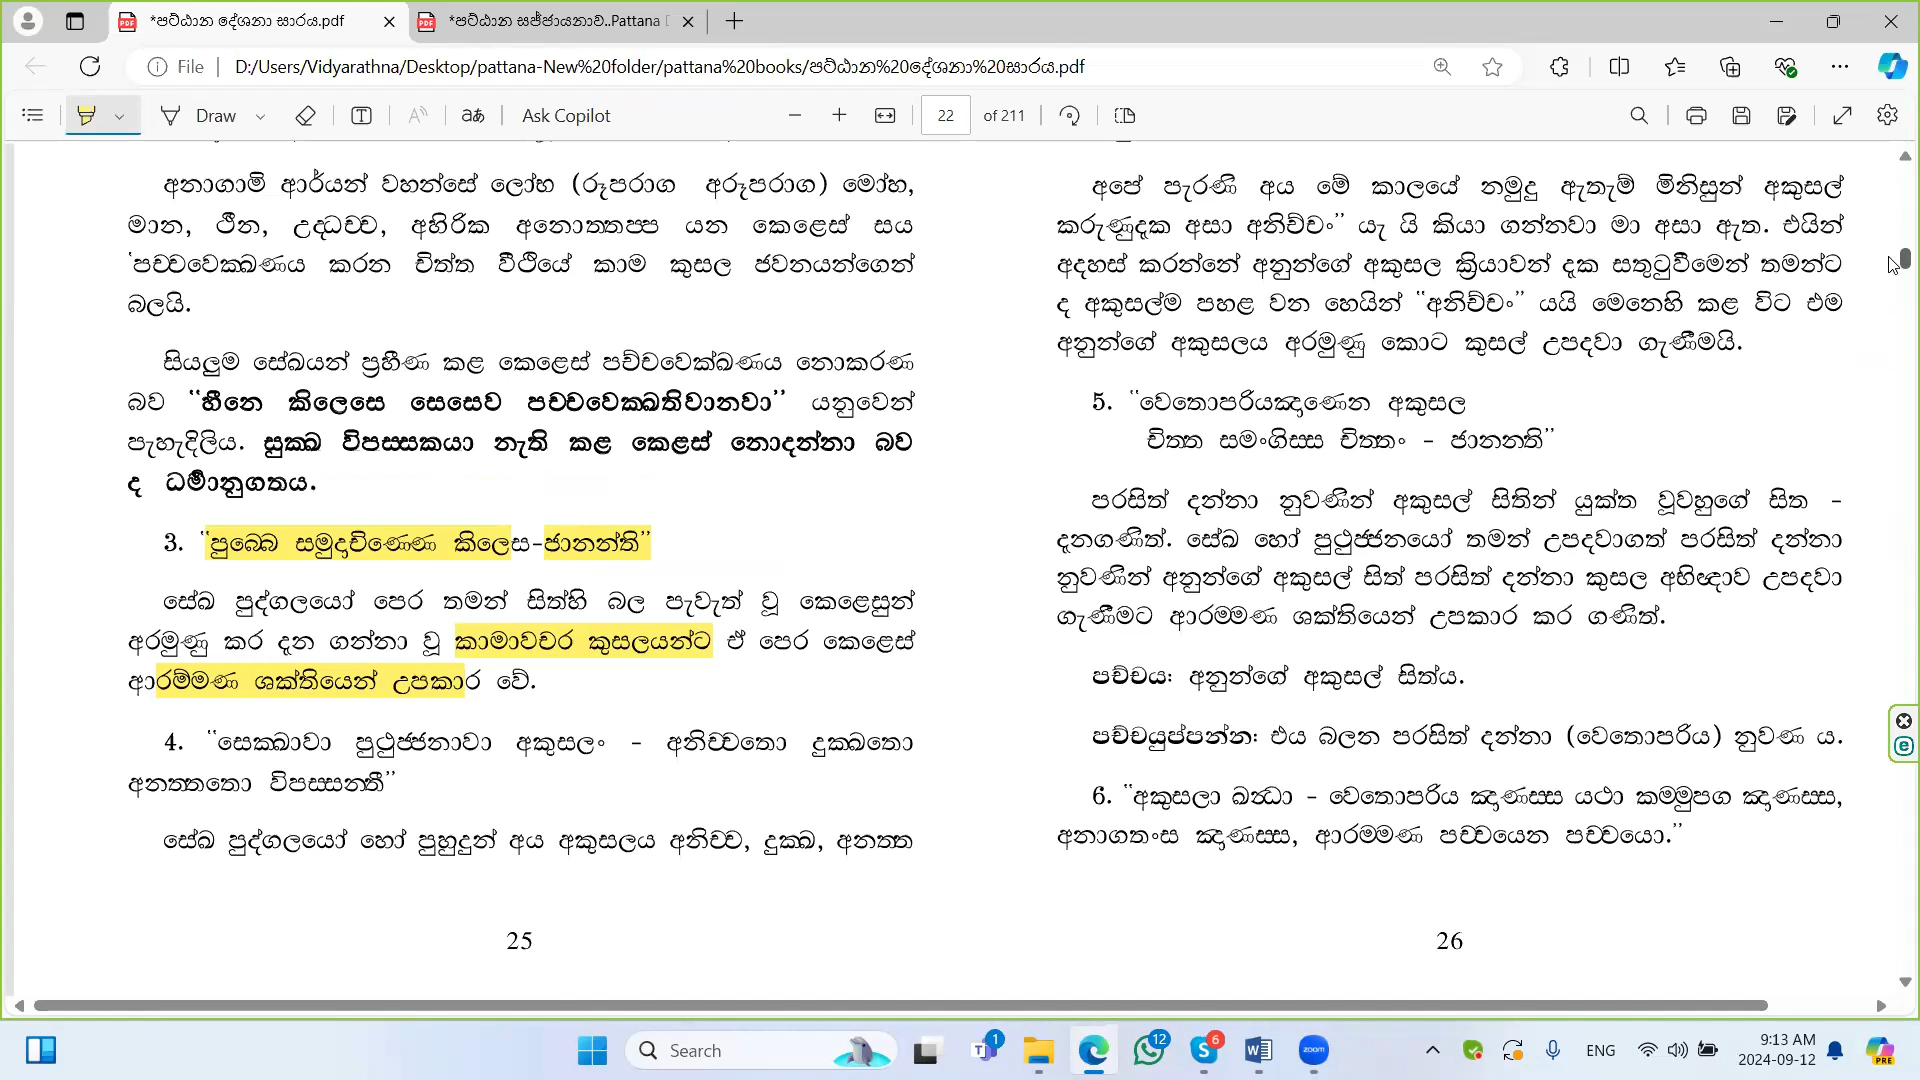 *පට්ඨාන දේශනා සාරය.pdf
*පට්ඨාන සජ්ඣායනාව..Pattana
File
D:/Users/Vidyarathna/Desktop/pattana-New%20folder/pattana%20books/පට්ඨාන%20දේශනා%20සාරය.pdf
Draw
Ask Copilot
22 of 211
අනාගාමි ආර්යන් වහන්සේ ලෝභ (රූපරාග අරූපරාග) මෝහ,
මාන, ථීන, උද්ධච්ච, අහිරික අනොත්තප්ප යන කෙළෙස් සය
‘පච්චවෙක්ඛණය කරන චිත්ත වීථියේ කාම කුසල ජවනයන්ගෙන්
බලයි.
සියලුම සේඛයන් ප්‍රහීණ කළ කෙළෙස් පච්චවෙක්ඛණය නොකරණ
බව “හීනෙ කිලෙසෙ සෙසෙව පච්චවෙක්ඛතිවානවා” යනුවෙන්
පැහැදිලිය. සුක්ඛ විපස්සකයා නැති කළ කෙළස් නොදන්නා බව
ද ධර්මානුගතය.
3. “පුබ්බෙ සමුදාචිණ්ණෙ කිලෙස-ජානන්ති”
සේඛ පුද්ගලයෝ පෙර තමන් සිත්හි බල පැවැත් වූ කෙළෙසුන්
අරමුණු කර දැන ගන්නා වූ කාමාවචර කුසලයන්ට ඒ පෙර කෙළෙස්
ආරම්මණ ශක්තියෙන් උපකාර වේ.
4. “සෙක්ඛාවා පුථුජ්ජනාවා අකුසලං - අනිච්චතො දුක්ඛතො
අනත්තතො විපස්සන්තී”
සේඛ පුද්ගලයෝ හෝ පුහුදුන් අය අකුසලය අනිච්ච, දුක්ඛ, අනත්ත
25
අපේ පැරණි අය මේ කාලයේ නමුදු ඇතැම් මිනිසුන් අකුසල්
කරුණුදැක අසා අනිච්චං” යැ යි කියා ගන්නවා මා අසා ඇත. එයින්
අදහස් කරන්නේ අනුන්ගේ අකුසල ක්‍රියාවන් දැක සතුටුවීමෙන් තමන්ට
ද අකුසල්ම පහළ වන හෙයින් “අනිච්චං” යයි මෙනෙහි කළ විට එම
අනුන්ගේ අකුසලය අරමුණු කොට කුසල් උපදවා ගැණීමයි.
5. “චෙතොපරියඤාණෙන අකුසල
චිත්ත සමංගිස්ස චිත්තං - ජානන්ති”
පරසිත් දන්නා නුවණින් අකුසල් සිතින් යුක්ත වූවහුගේ සිත -
දැනගණිත්. සේඛ හෝ පුථුජ්ජනයෝ තමන් උපදවාගත් පරසිත් දන්නා
නුවණින් අනුන්ගේ අකුසල් සිත් පරසිත් දන්නා කුසල අභිඥාව උපදවා
ගැණීමට ආරම්මණ ශක්තියෙන් උපකාර කර ගණිත්.
පච්චයඃ අනුන්ගේ අකුසල් සිත්ය.
පච්චයුප්පන්නඃ එය බලන පරසිත් දන්නා (චෙතොපරිය) නුවණ ය.
6. “අකුසලා ඛන්ධා - චෙතොපරිය ඤාණස්ස යථා කම්මුපග ඤාණස්ස,
අනාගතංස ඤාණස්ස, ආරම්මණ පච්චයෙන පච්චයො.”
26
Search
1
12
6
zoom
ENG
9:13 AM
2024-09-12
PRE